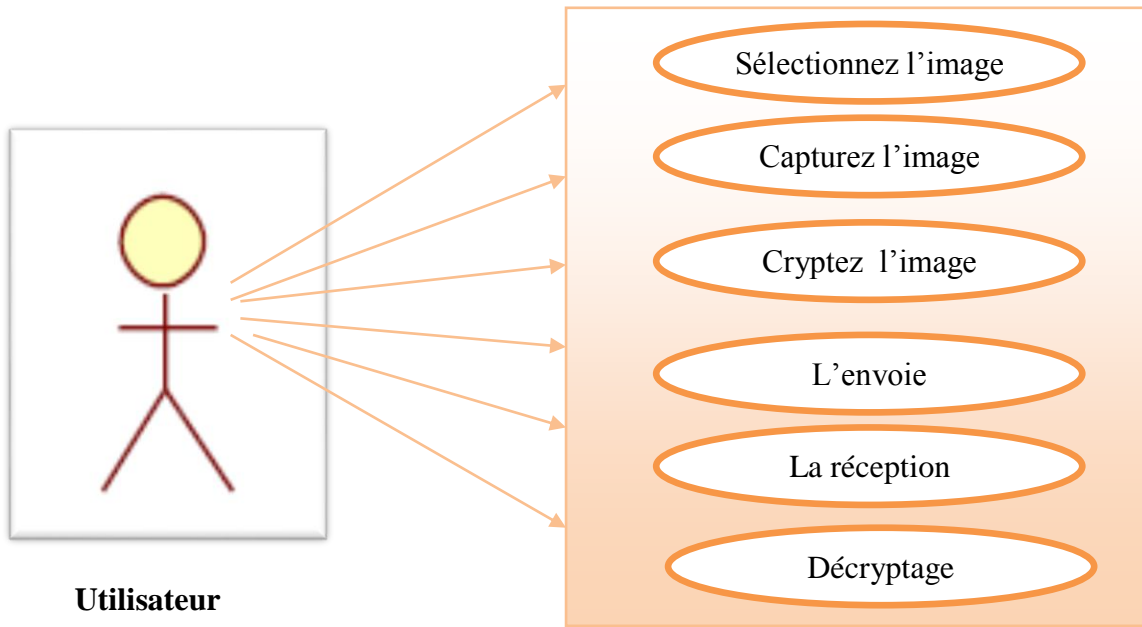 Sélectionnez l’image
Capturez l’image
Cryptez l’image
L’envoie
La réception
Décryptage
Utilisateur